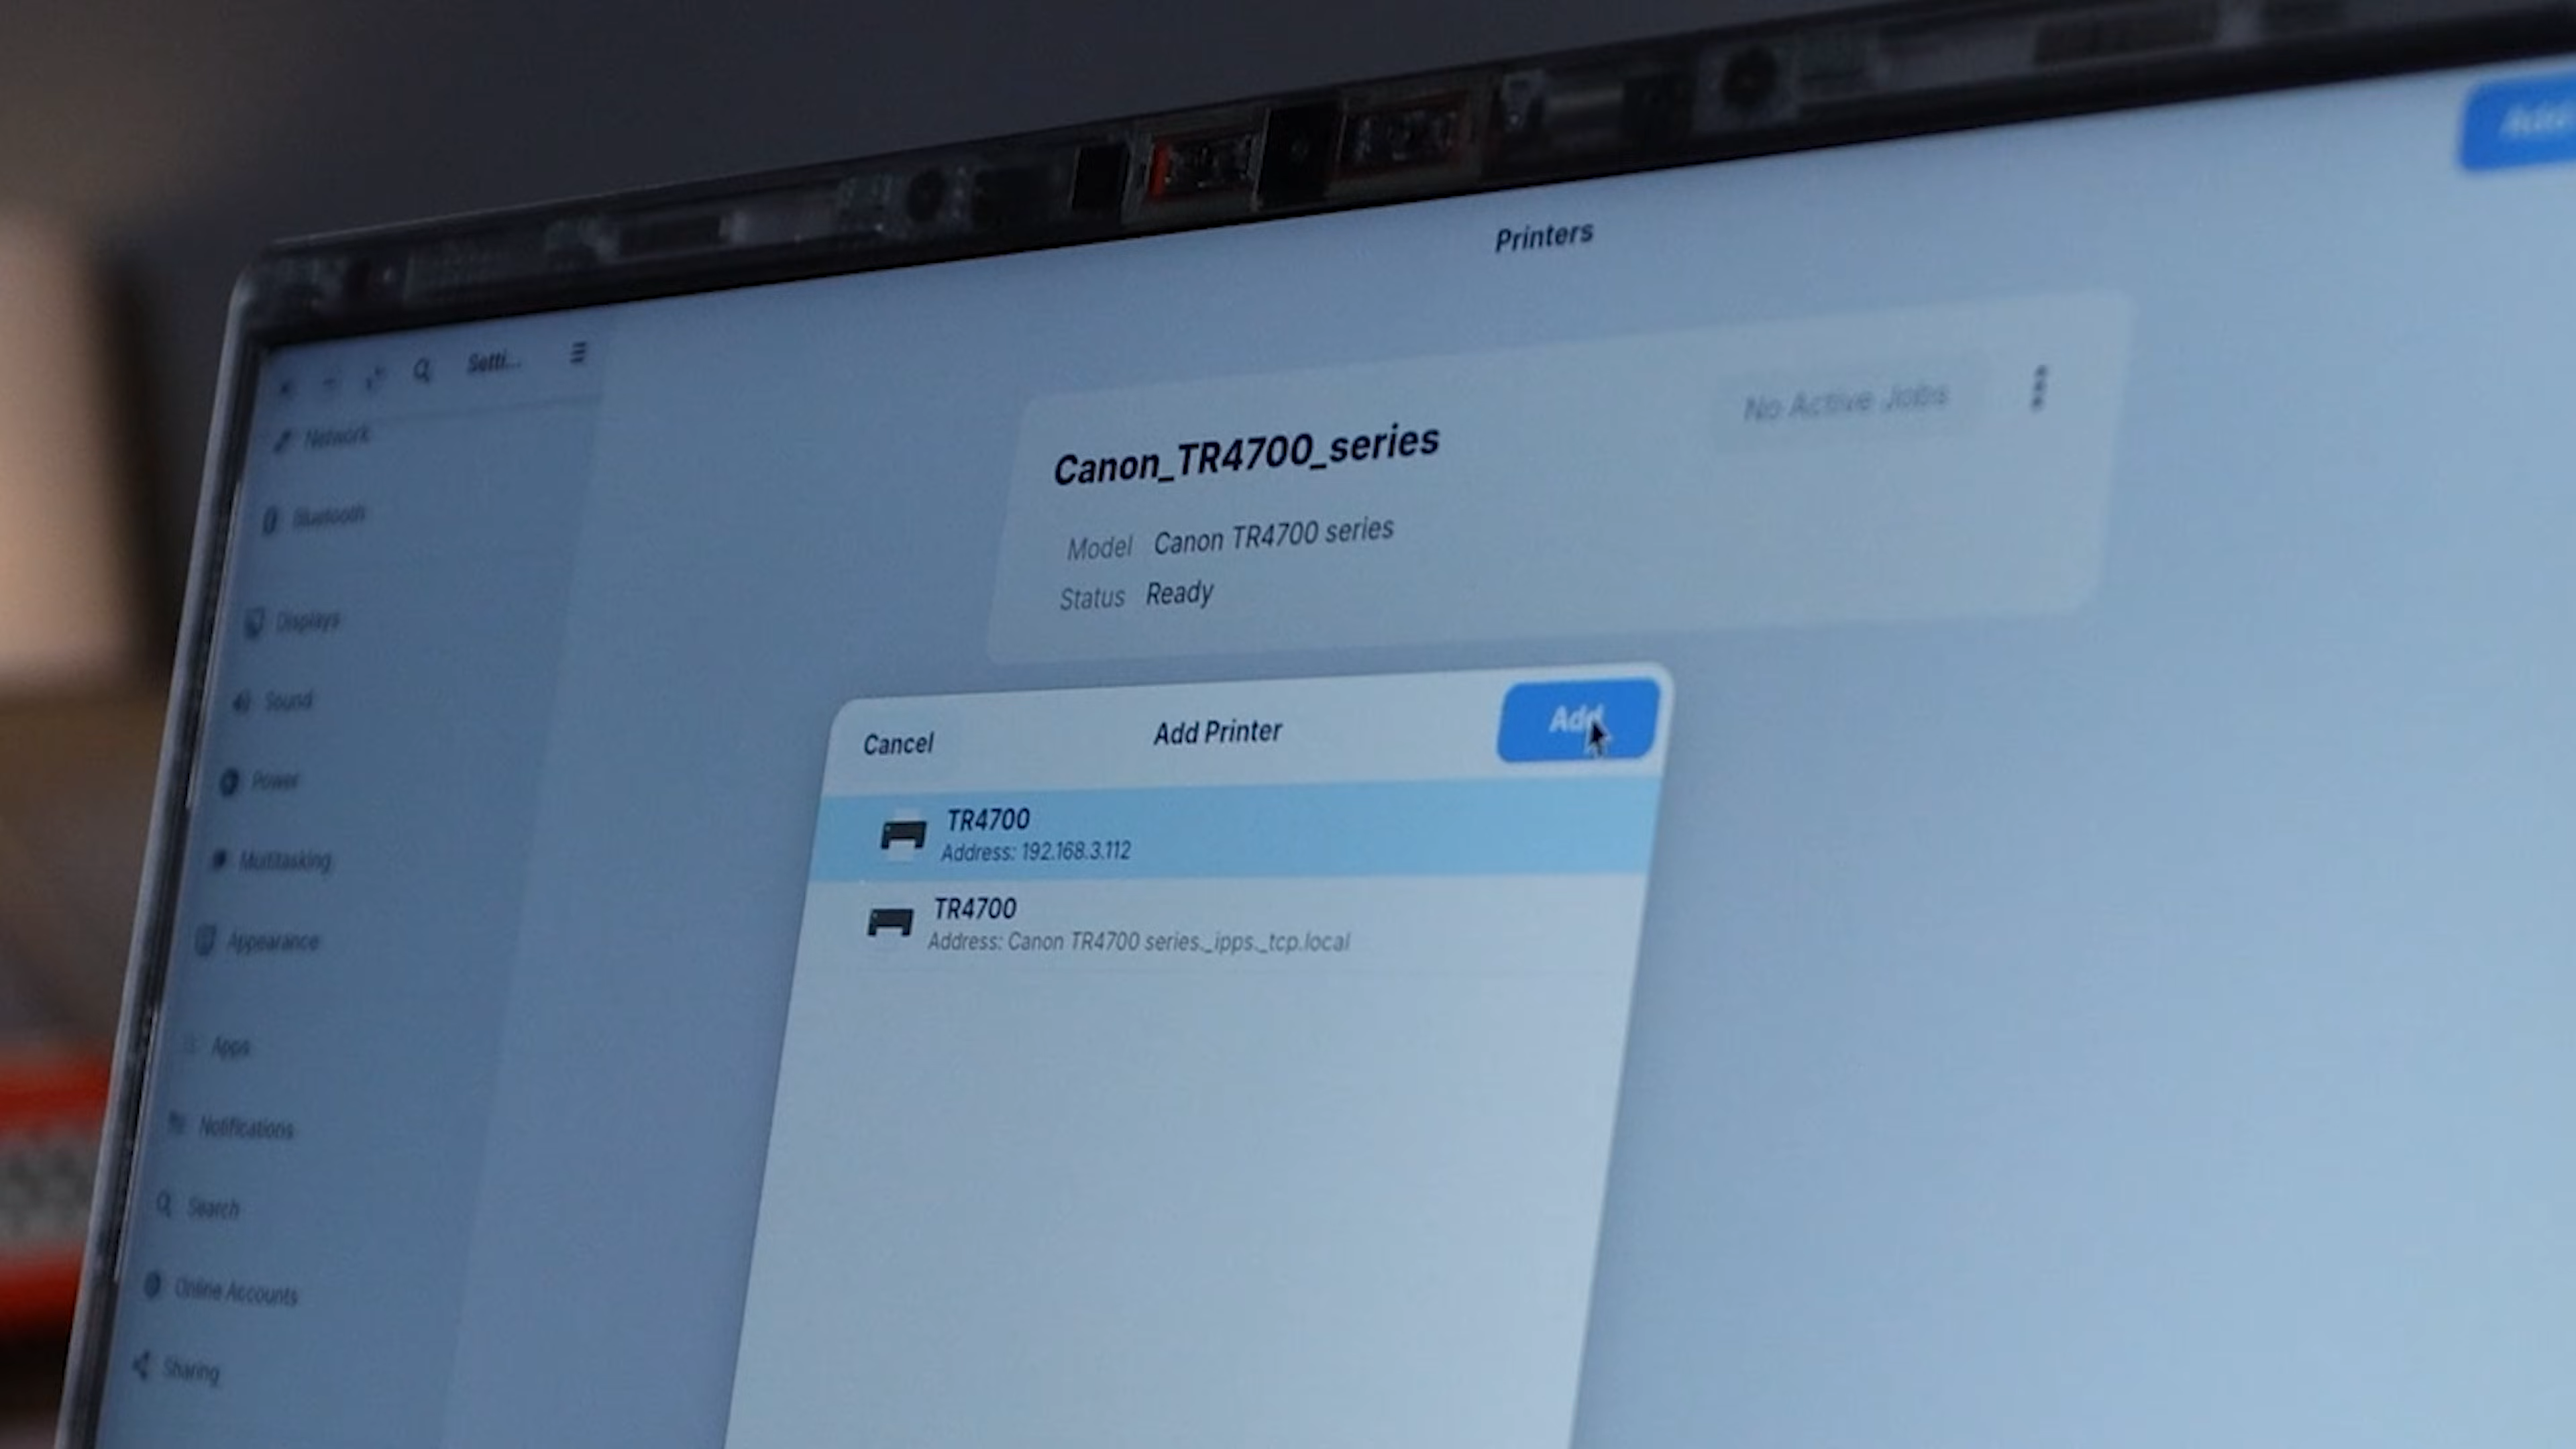 Printers
Add
Setti...
Network
Bluetooth
Displays
Sound
Power
Multitasking
Appearance
Apps
Notifications
Search
Online Accounts
Sharing
Canon_TR4700_series
No Active Jobs
Model Canon TR4700 series
Status Ready
Cancel
Add Printer
Add
TR4700
Address: 192.168.3.112
TR4700
Address: Canon TR4700 series._ipps._tcp.local